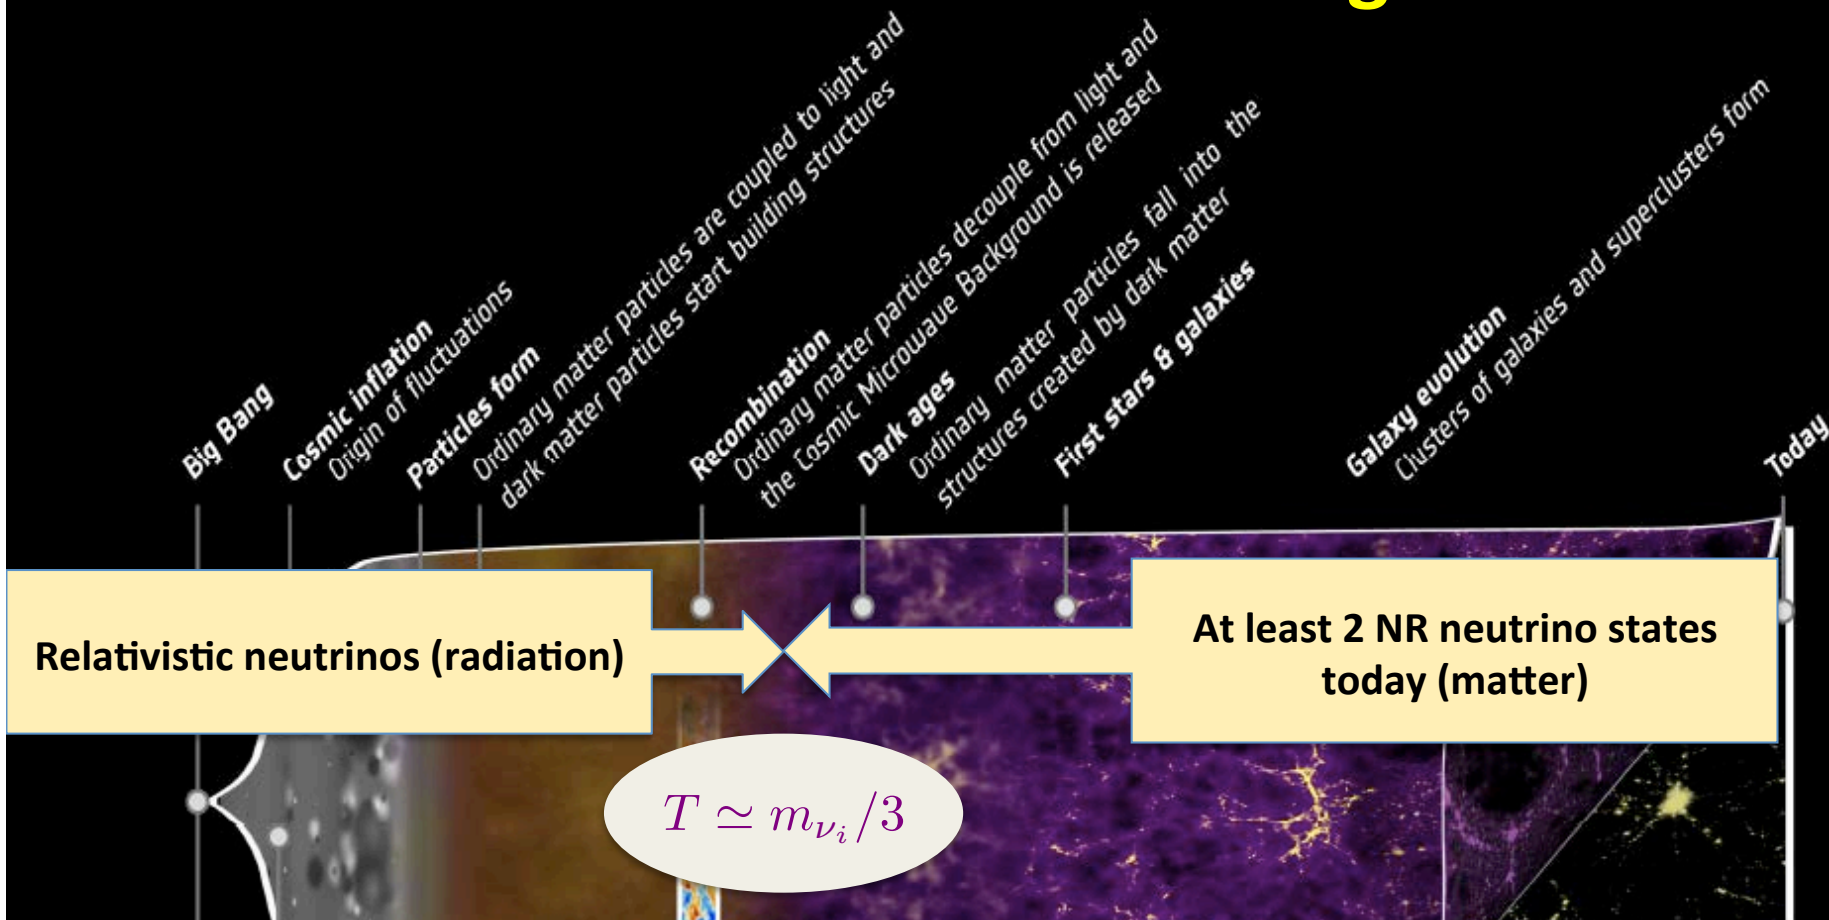 Big Bang
Cosmic inflation
Origin of fluctuations
Particles form
Ordinary matter particles are coupled to light and
dark matter particles start building structures
Recombination
Ordinary matter particles decouple from light and
the Cosmic Microwave Background is released
Dark ages
Ordinary matter particles fall into the
structures created by dark matter
First stars & galaxies
Galaxy evolution
Clusters of galaxies and superclusters form
Today
Relativistic neutrinos (radiation)
At least 2 NR neutrino states
today (matter)
T ≃ m_{ν_i}/3